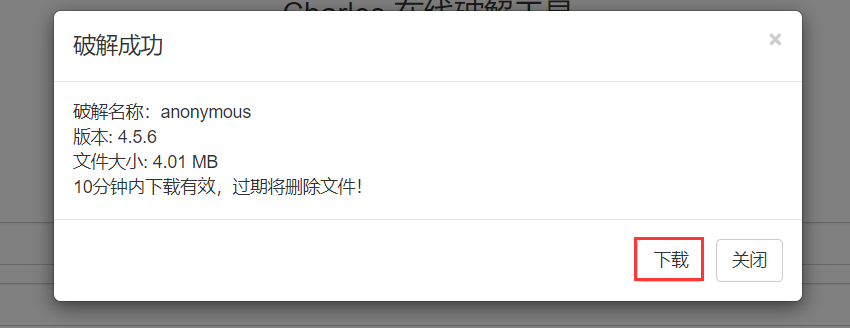 Charles 在线破解工具
破解成功
×
破解名称：anonymous
版本: 4.5.6
文件大小: 4.01 MB
10分钟内下载有效，过期将删除文件！
下载
关闭